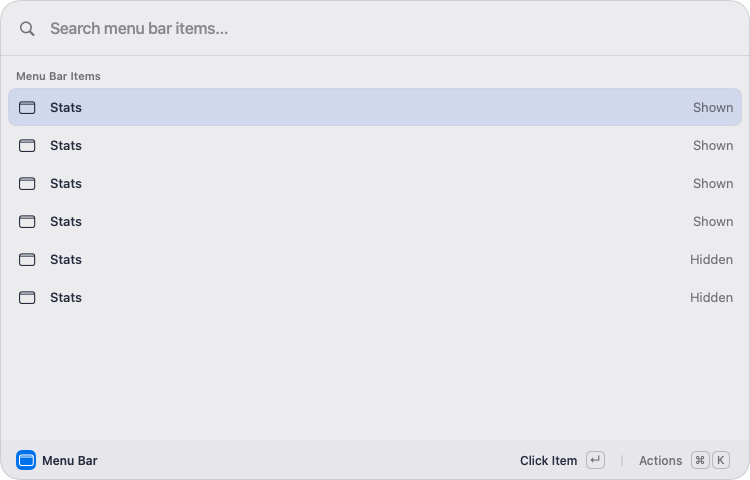 Search menu bar items...
Menu Bar Items
Stats Shown
Stats Shown
Stats Shown
Stats Shown
Stats Hidden
Stats Hidden
Menu Bar Click Item ↵ | Actions ⌘ K